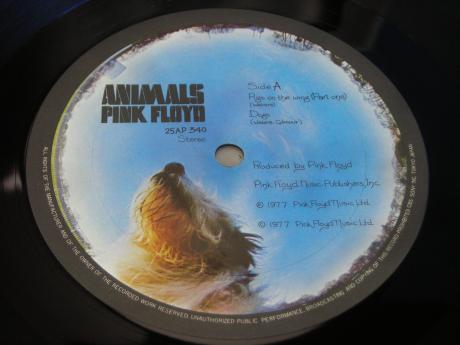 ANIMALS
PINK FLOYD
25AP 340
Stereo
Side A
Pigs on the wing (Part one)
(Waters)
Dogs
(Waters, Gilmour)
Produced by Pink Floyd
Pink Floyd Music Publishers, Inc.
℗ 1977 Pink Floyd Music Ltd.
© 1977 Pink Floyd Music Ltd.
ALL RIGHTS OF THE MANUFACTURER AND OF THE OWNER OF THE RECORDED WORK RESERVED. UNAUTHORIZED PUBLIC PERFORMANCE, BROADCASTING AND COPYING OF THIS RECORD PROHIBITED